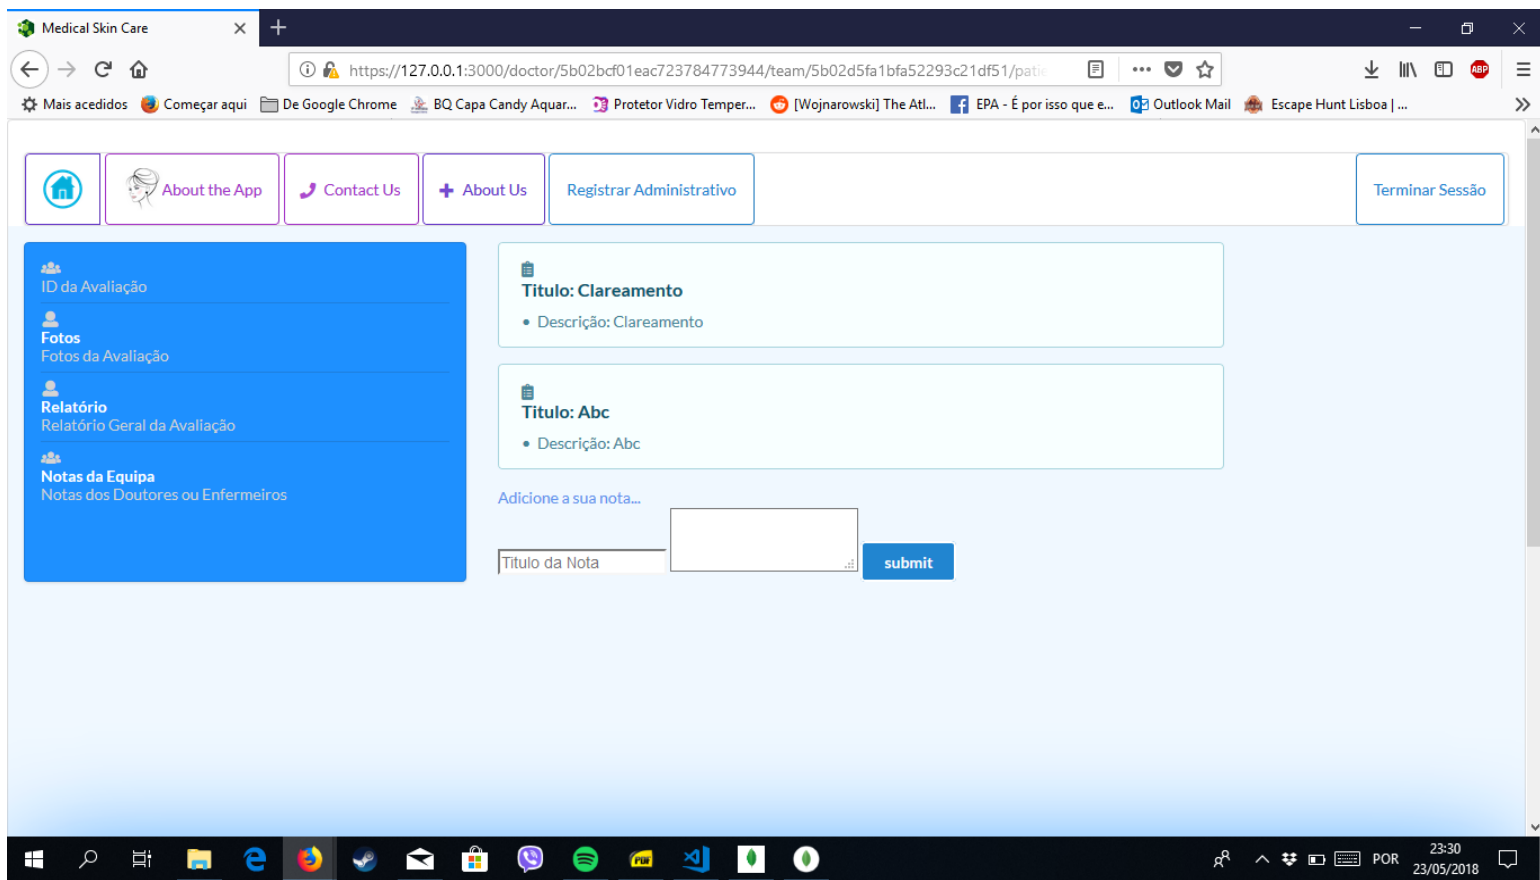 Medical Skin Care
https://127.0.0.1:3000/doctor/5b02bcf01eac723784773944/team/5b02d5fa1bfa52293c21df51/patie
ABP
Mais acedidos Começar aqui De Google Chrome BQ Capa Candy Aquar... Protetor Vidro Temper... [Wojnarowski] The Atl... EPA - É por isso que e... Outlook Mail Escape Hunt Lisboa | ...
About the App Contact Us About Us Registrar Administrativo Terminar Sessão
ID da Avaliação
Fotos
Fotos da Avaliação
Relatório
Relatório Geral da Avaliação
Notas da Equipa
Notas dos Doutores ou Enfermeiros
Titulo: Clareamento
• Descrição: Clareamento
Titulo: Abc
• Descrição: Abc
Adicione a sua nota...
Titulo da Nota submit
PDF
POR
23:30
23/05/2018